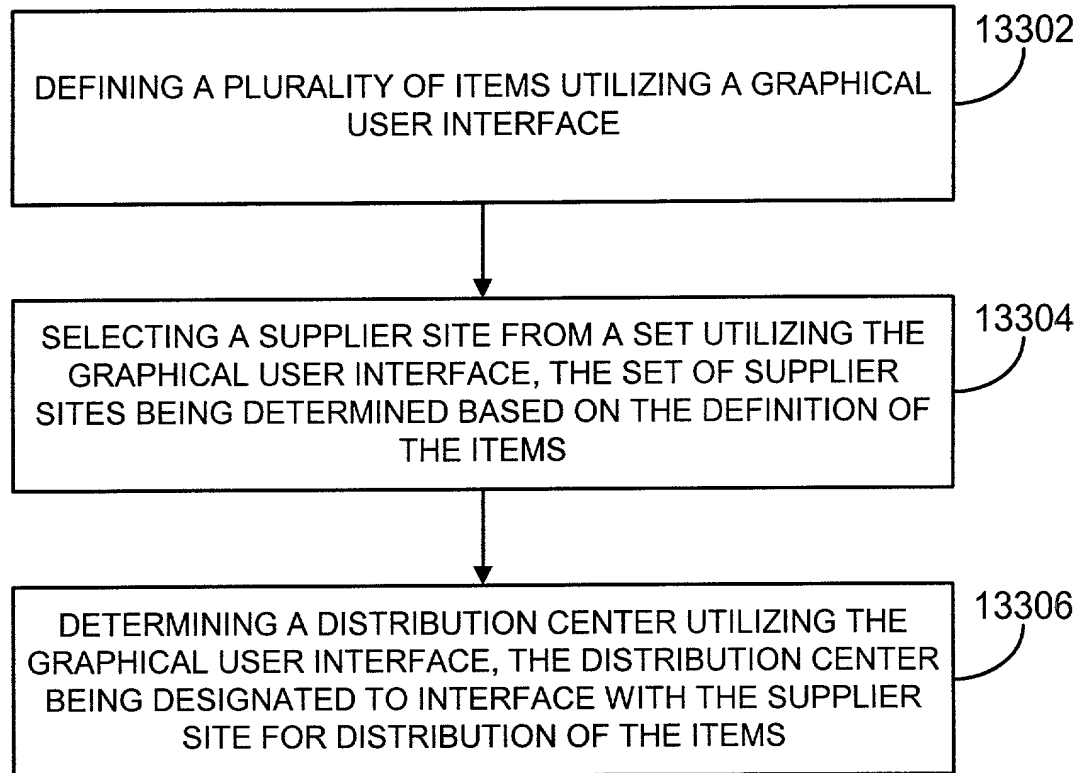 13302
DEFINING A PLURALITY OF ITEMS UTILIZING A GRAPHICAL
USER INTERFACE
13304
SELECTING A SUPPLIER SITE FROM A SET UTILIZING THE
GRAPHICAL USER INTERFACE, THE SET OF SUPPLIER
SITES BEING DETERMINED BASED ON THE DEFINITION OF
THE ITEMS
13306
DETERMINING A DISTRIBUTION CENTER UTILIZING THE
GRAPHICAL USER INTERFACE, THE DISTRIBUTION CENTER
BEING DESIGNATED TO INTERFACE WITH THE SUPPLIER
SITE FOR DISTRIBUTION OF THE ITEMS